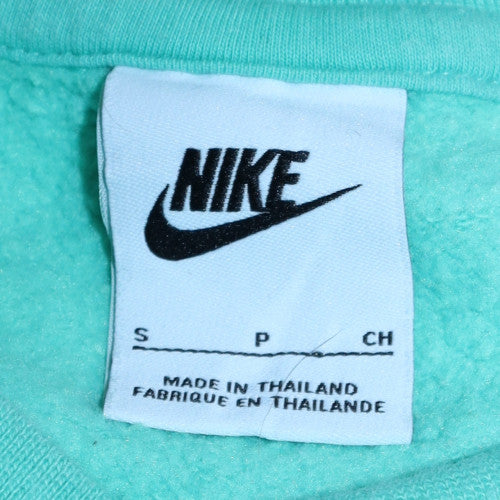 NIKE
S P CH
MADE IN THAILAND
FABRIQUE EN THAILANDE